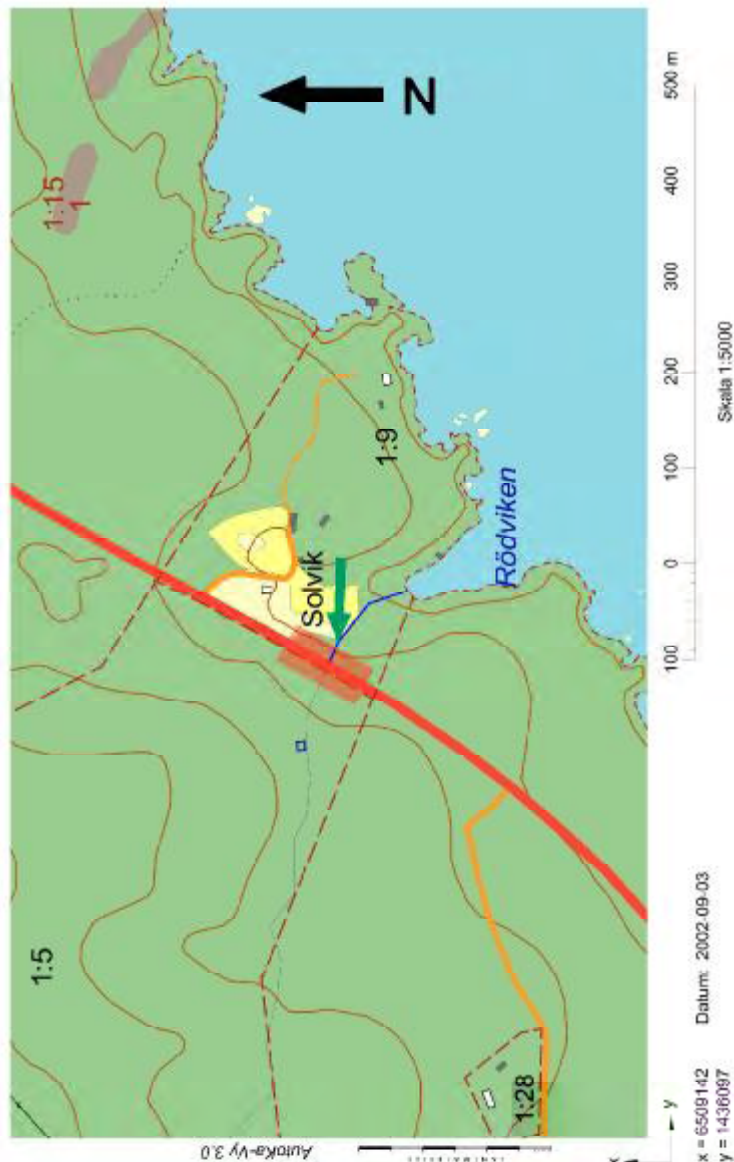 N
1:15
1
1:9
Solvik
Rödviken
1:5
1:28
AutoKa-Vy 3.0
y
x
100 0 100 200 300 400 500 m
Skala 1:5000
x = 6509142 Datum: 2002-09-03
y = 1436097